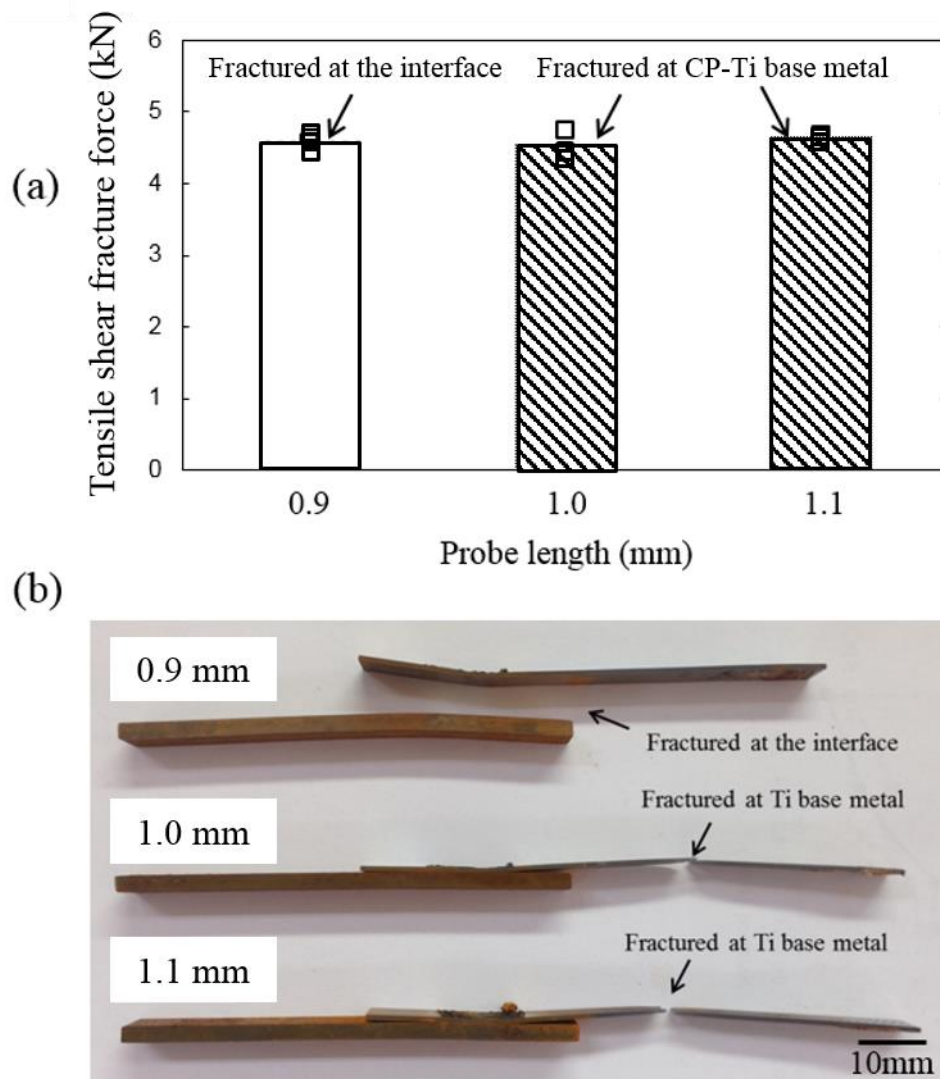 (a)
Tensile shear fracture force (kN)
6
5
4
3
2
1
0
Fractured at the interface
Fractured at CP-Ti base metal
0.9
1.0
1.1
Probe length (mm)
(b)
0.9 mm
Fractured at the interface
1.0 mm
Fractured at Ti base metal
1.1 mm
Fractured at Ti base metal
10mm